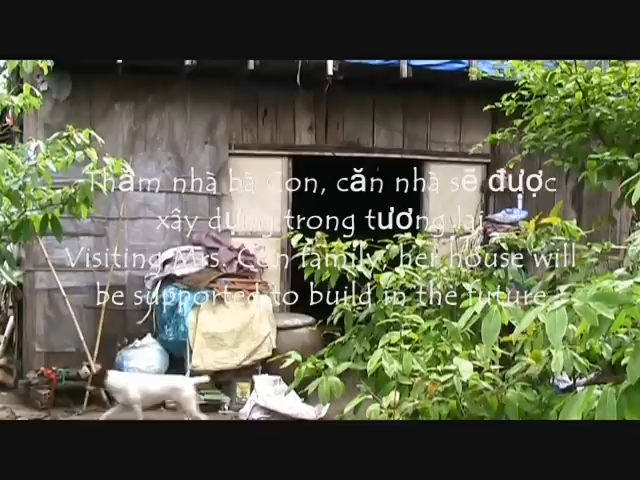 Thăm nhà bà Con, căn nhà sẽ được
xây dựng trong tương lai
Visiting Mrs. Con family, her house will
be supported to build in the future